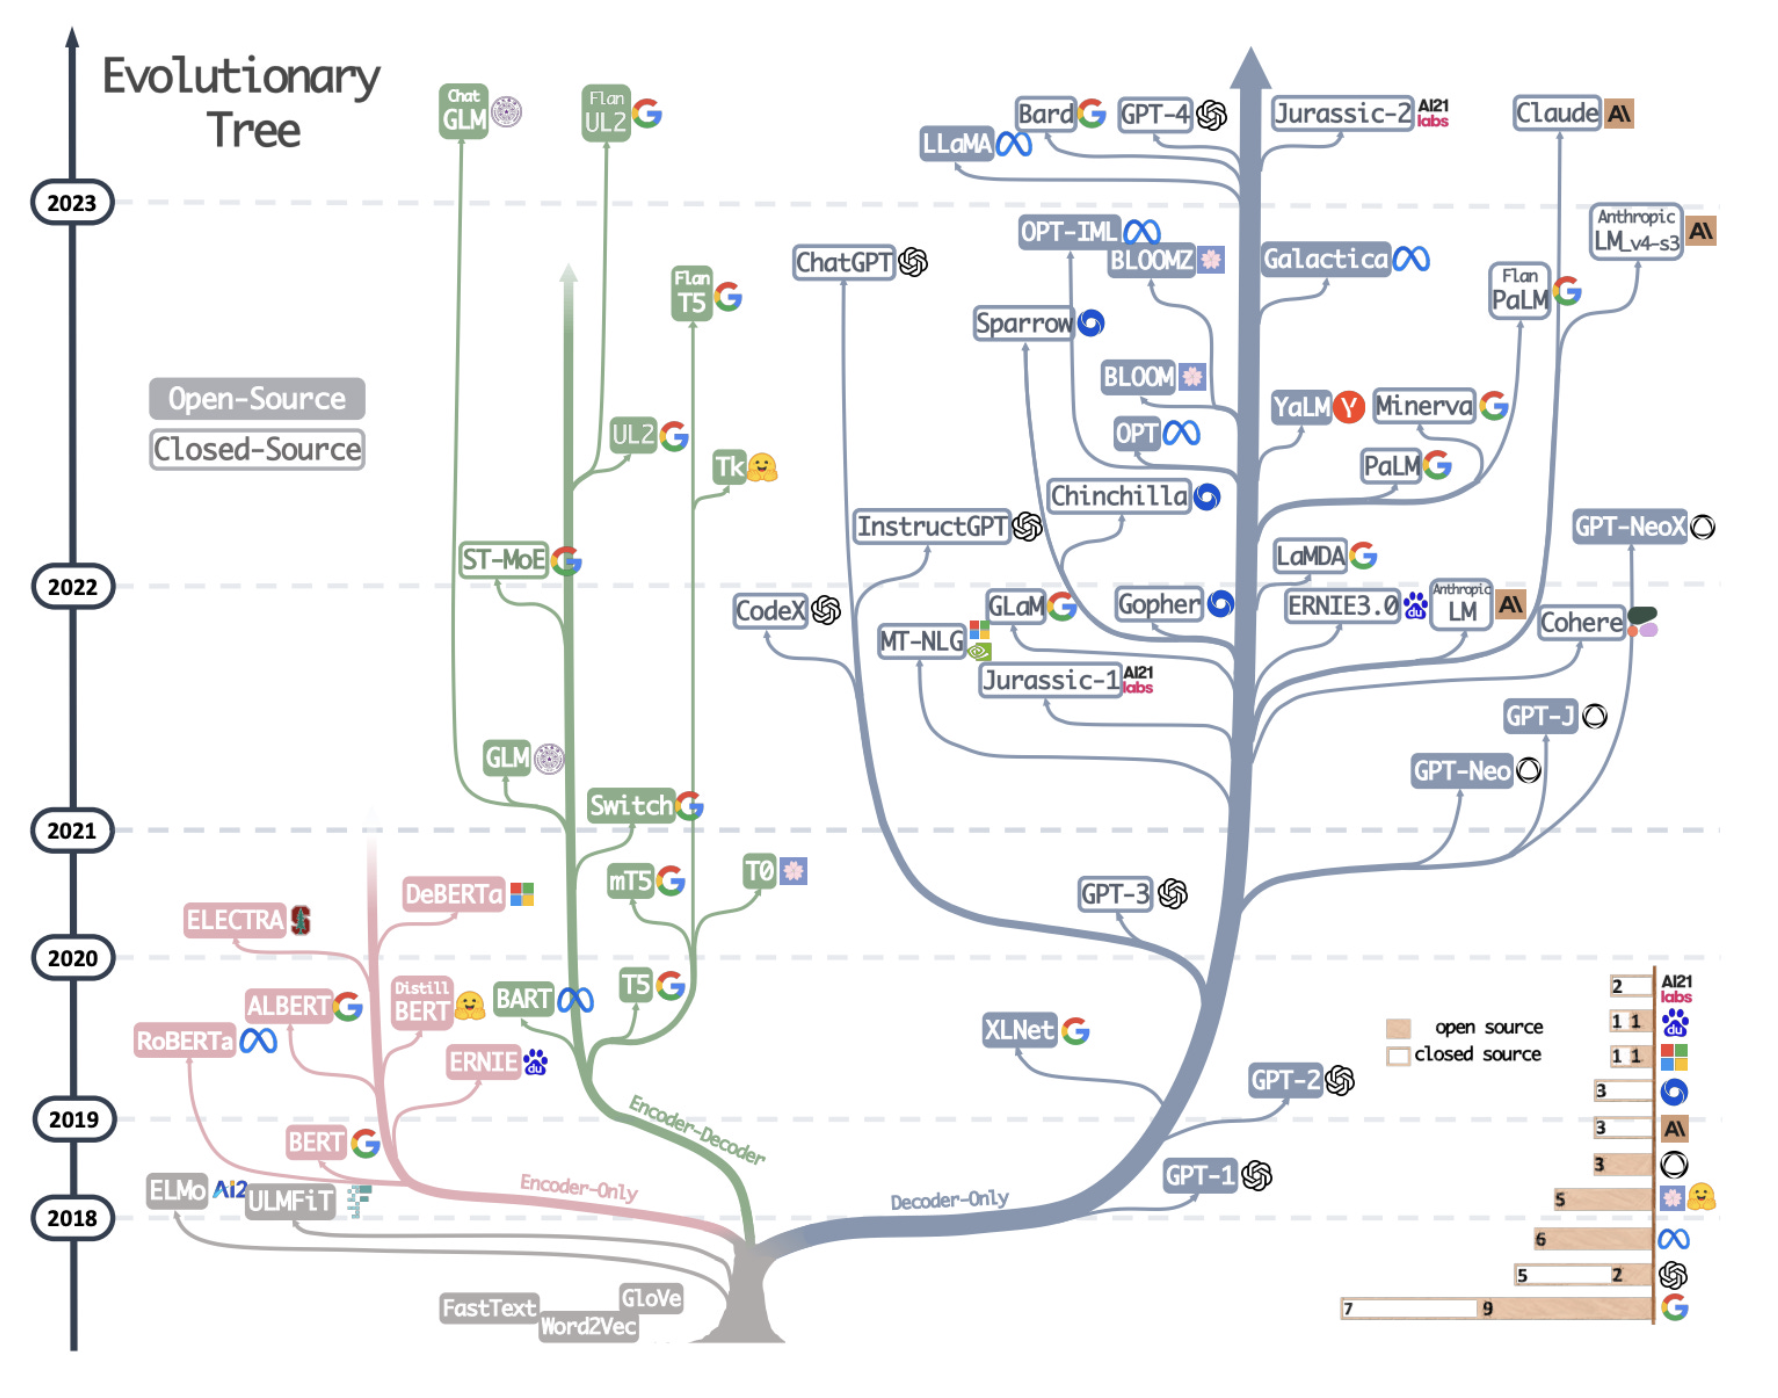 Evolutionary
Tree
2023
2022
2021
2020
2019
2018
Open-Source
Closed-Source
Chat
GLM
Flan
UL2
Flan
T5
UL2
Tk
ST-MoE
GLM
Switch
mT5
T0
BART
T5
DeBERTa
ELECTRA
ALBERT
Distill
BERT
RoBERTa
ERNIE
du
BERT
ELMo
Ai2
ULMFiT
FastText
Word2Vec
GloVe
Encoder-Only
Encoder-Decoder
Decoder-Only
LLaMA
Bard
GPT-4
Jurassic-2
AI21
labs
Claude
A\
Anthropic
LM_v4-s3
A\
ChatGPT
OPT-IML
BLOOMZ
Galactica
Flan
PaLM
Sparrow
BLOOM
YaLM
Y
Minerva
OPT
PaLM
Chinchilla
InstructGPT
GPT-NeoX
LaMDA
CodeX
GLaM
Gopher
ERNIE3.0
du
Anthropic
LM
A\
Cohere
MT-NLG
Jurassic-1
AI21
labs
GPT-J
GPT-Neo
GPT-3
XLNet
GPT-2
GPT-1
open source
closed source
2
AI21
labs
1 1
du
1 1
3
3
A\
3
5
6
5 2
7 9